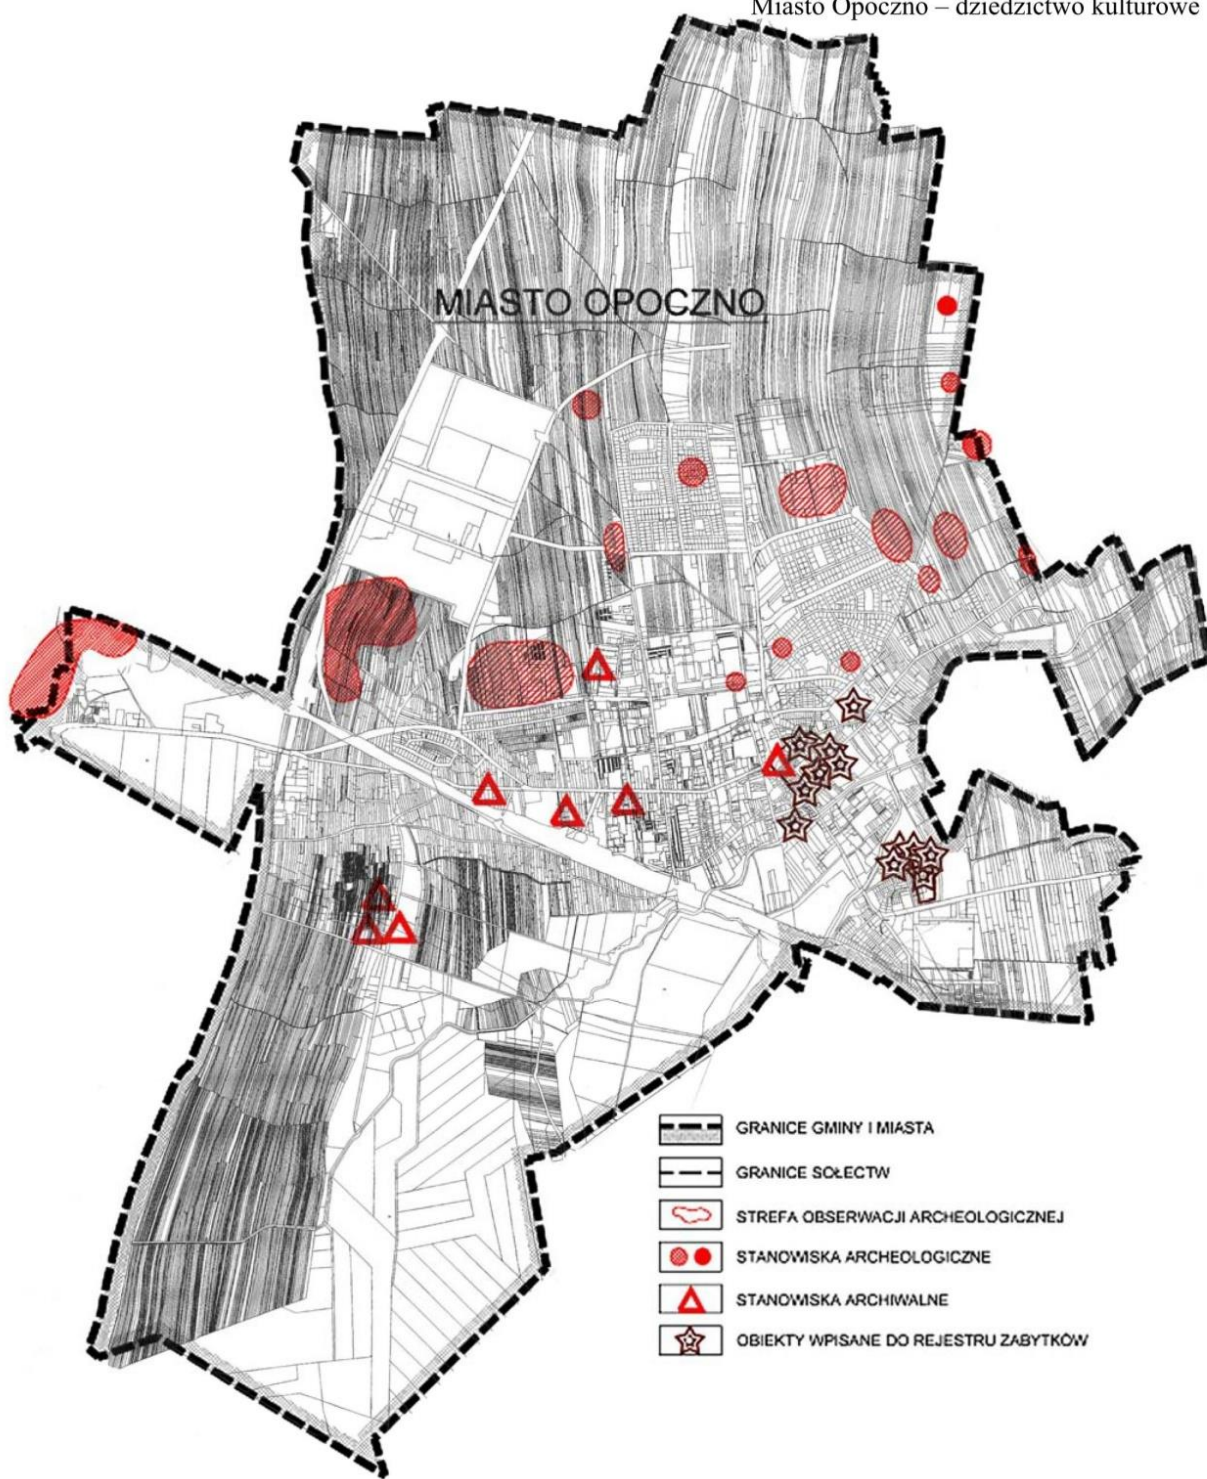 Miasto Opoczno – dziedzictwo kulturowe
MIASTO OPOCZNO
GRANICE GMINY I MIASTA
GRANICE SOŁECTW
STREFA OBSERWACJI ARCHEOLOGICZNEJ
STANOWISKA ARCHEOLOGICZNE
STANOWISKA ARCHIWALNE
OBIEKTY WPISANE DO REJESTRU ZABYTKÓW